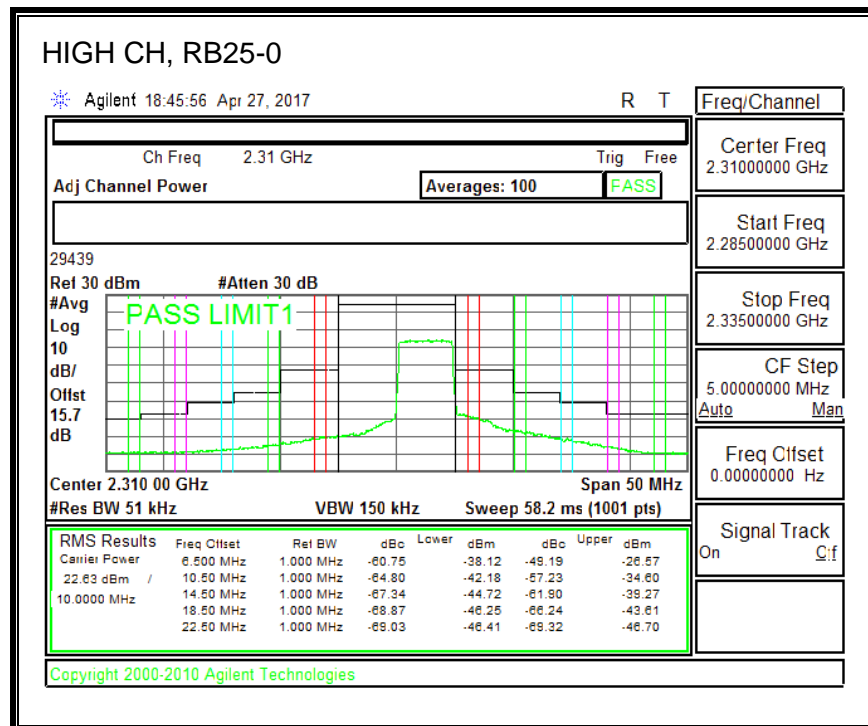 HIGH CH, RB25-0
Agilent 18:45:56 Apr 27, 2017 R T
Freq/Channel
Ch Freq 2.31 GHz Trig Free
Adj Channel Power Averages: 100 PASS
Center Freq
2.31000000 GHz
Start Freq
2.28500000 GHz
Stop Freq
2.33500000 GHz
CF Step
5.00000000 MHz
Auto Man
Freq Offset
0.00000000 Hz
Signal Track
On Off
29439
Ref 30 dBm #Atten 30 dB
#Avg
Log
10
dB/
Offst
15.7
dB
PASS LIMIT1
Center 2.310 00 GHz Span 50 MHz
#Res BW 51 kHz VBW 150 kHz Sweep 58.2 ms (1001 pts)
RMS Results Freq Offset Ref BW dBc Lower dBm dBc Upper dBm
Carrier Power 6.500 MHz 1.000 MHz -60.75 -38.12 -49.19 -26.57
22.63 dBm / 10.50 MHz 1.000 MHz -64.80 -42.18 -57.23 -34.60
10.0000 MHz 14.50 MHz 1.000 MHz -67.34 -44.72 -61.90 -39.27
18.50 MHz 1.000 MHz -68.87 -46.25 -66.24 -43.61
22.50 MHz 1.000 MHz -69.03 -46.41 -69.32 -46.70
Copyright 2000-2010 Agilent Technologies